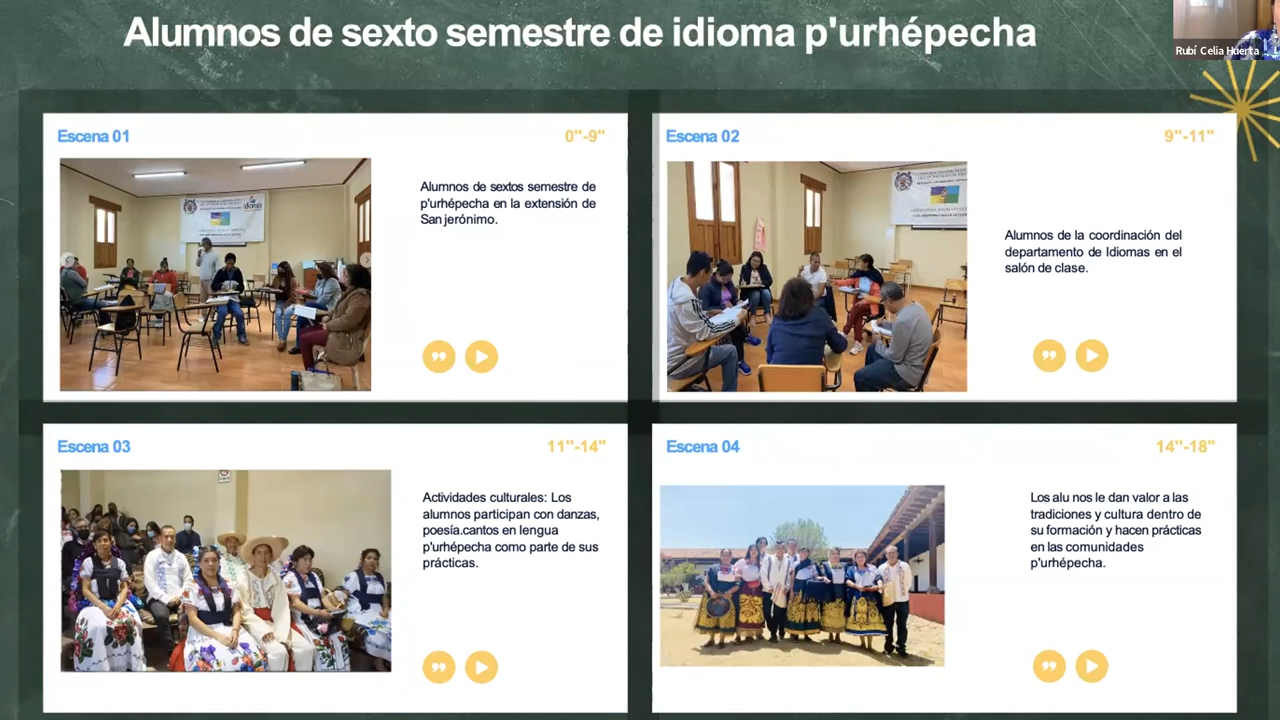 Alumnos de sexto semestre de idioma p'urhépecha
Rubí Celia Huerta
Escena 01
0"-9"
Alumnos de sextos semestre de
p'urhépecha en la extensión de
San jerónimo.
Escena 02
9"-11"
Alumnos de la coordinación del
departamento de Idiomas en el
salón de clase.
Escena 03
11"-14"
Actividades culturales: Los
alumnos participan con danzas,
poesía.cantos en lengua
p'urhépecha como parte de sus
prácticas.
Escena 04
14"-18"
Los alu nos le dan valor a las
tradiciones y cultura dentro de
su formación y hacen prácticas
en las comunidades
p'urhépecha.